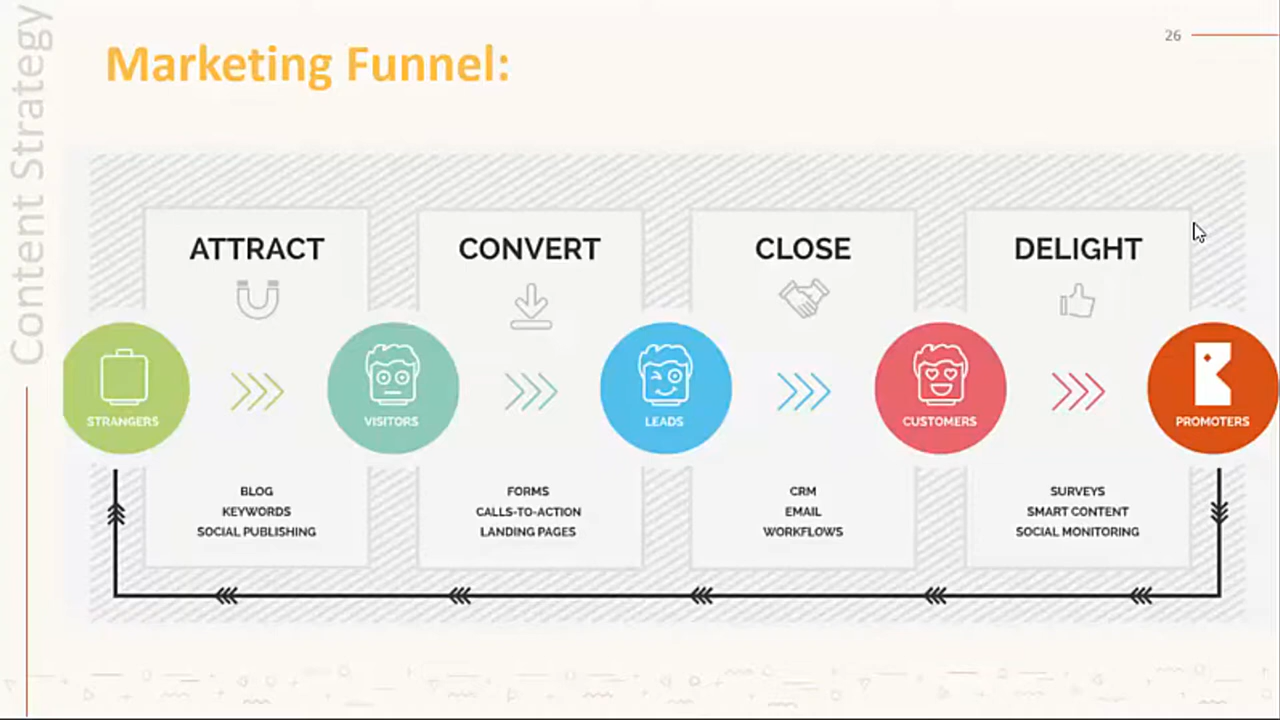 Content Strategy
Marketing Funnel:
26
ATTRACT
CONVERT
CLOSE
DELIGHT
STRANGERS
VISITORS
LEADS
CUSTOMERS
PROMOTERS
BLOG
KEYWORDS
SOCIAL PUBLISHING
FORMS
CALLS-TO-ACTION
LANDING PAGES
CRM
EMAIL
WORKFLOWS
SURVEYS
SMART CONTENT
SOCIAL MONITORING